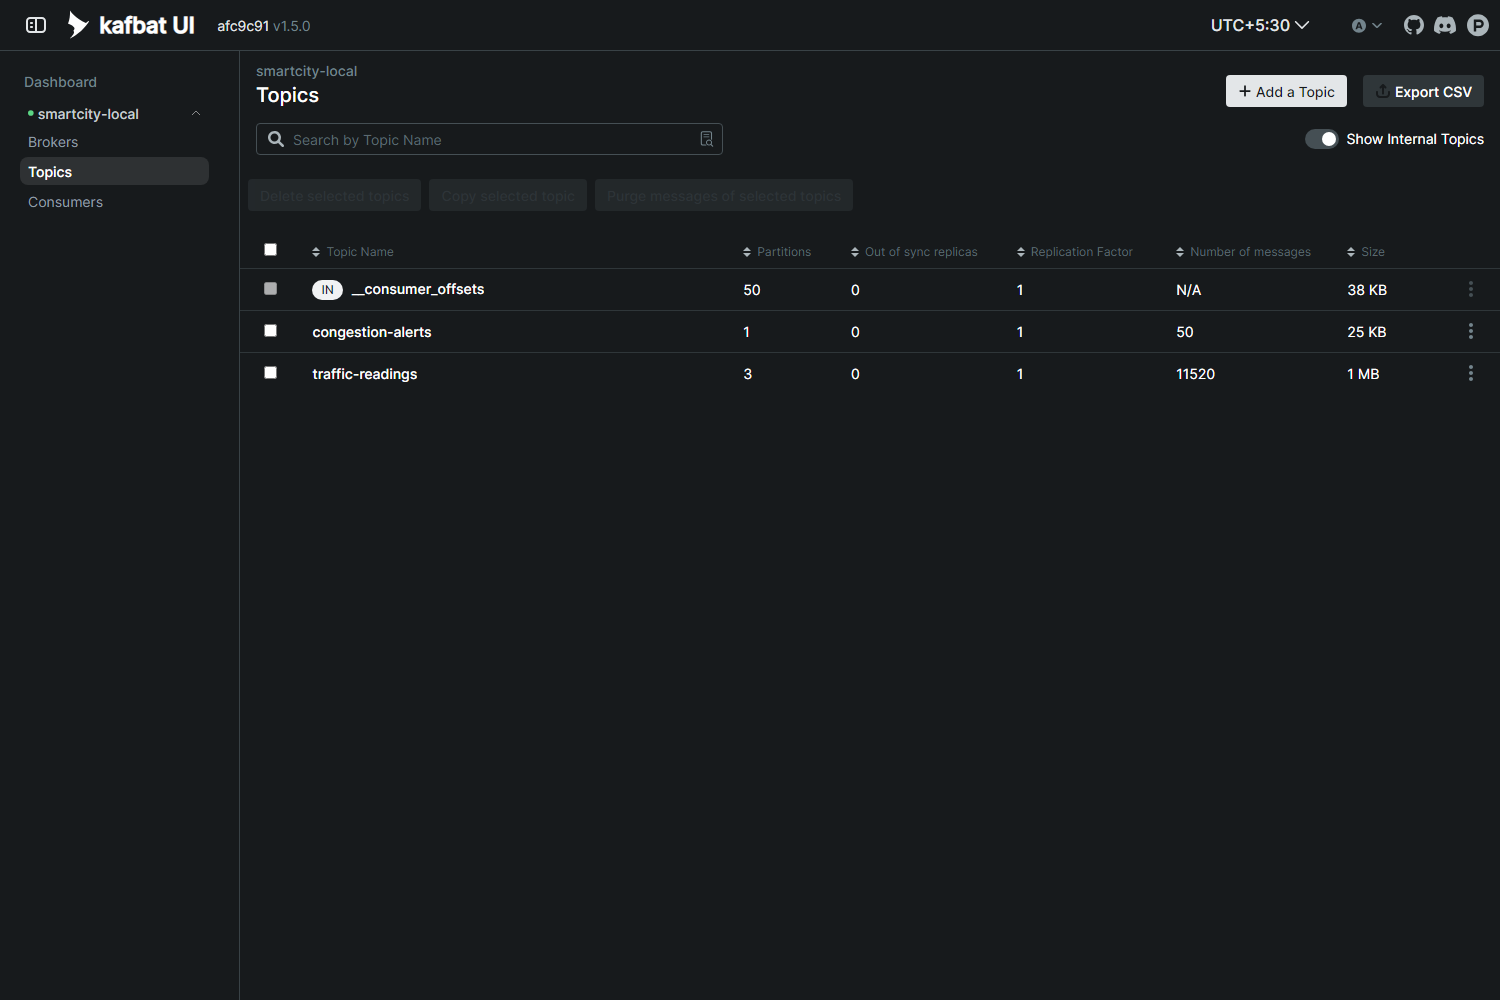 kafbat UI afc9c91 v1.5.0 UTC+5:30 A P
Dashboard
smartcity-local
Brokers
Topics
Consumers
smartcity-local
Topics
Add a Topic Export CSV
Search by Topic Name
Show Internal Topics
Delete selected topics Copy selected topic Purge messages of selected topics
Topic Name Partitions Out of sync replicas Replication Factor Number of messages Size
IN __consumer_offsets 50 0 1 N/A 38 KB
congestion-alerts 1 0 1 50 25 KB
traffic-readings 3 0 1 11520 1 MB